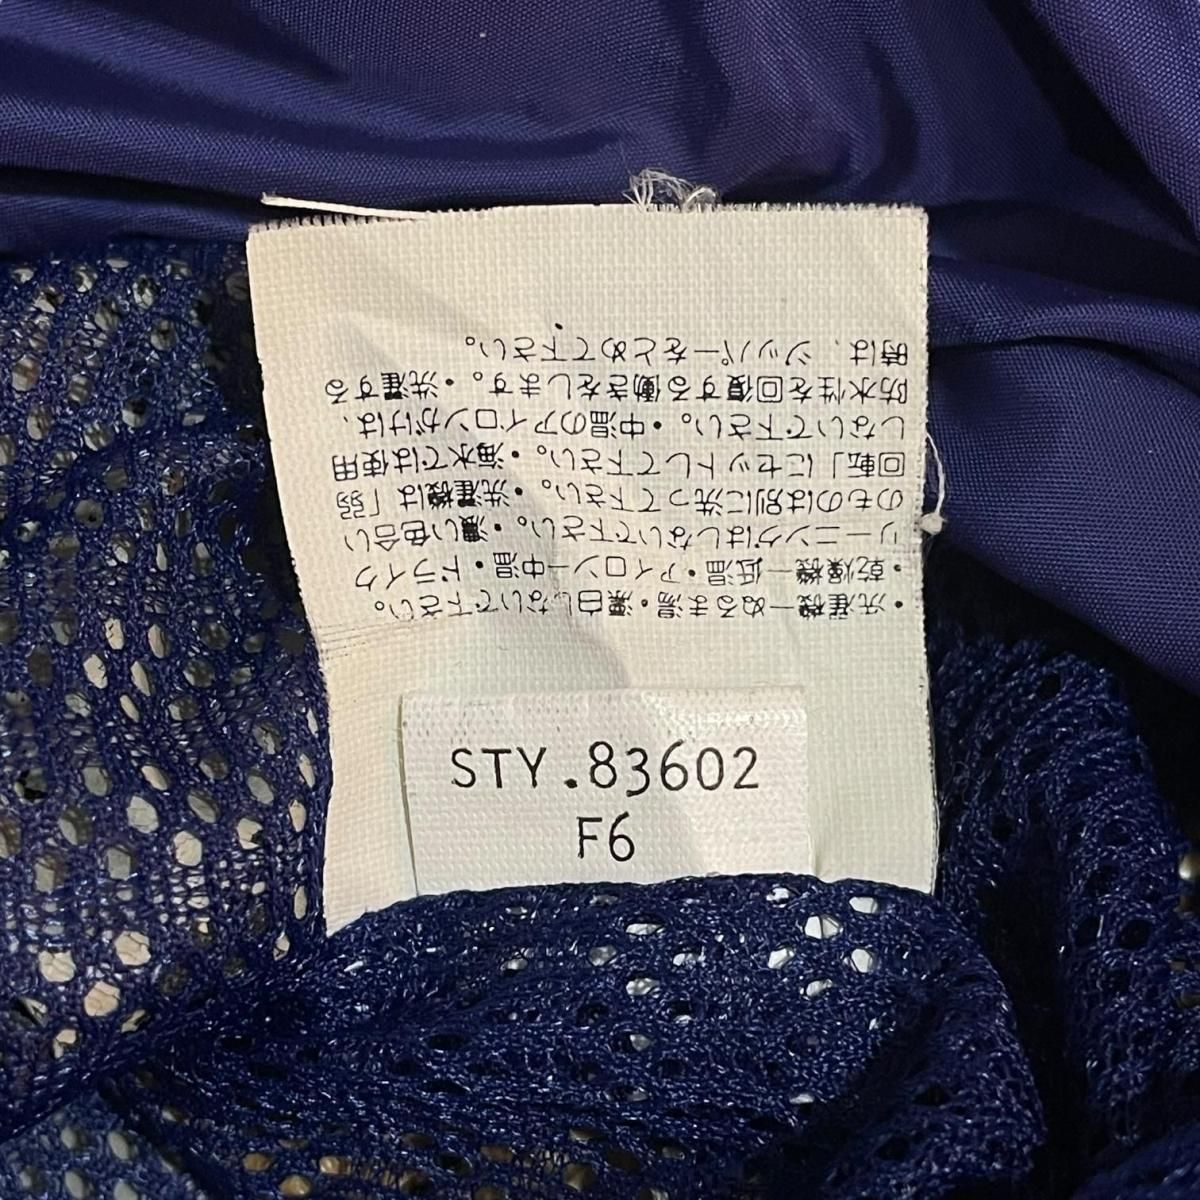 ・洗濯機ーぬるま湯・漂白しないで下さい。
・乾燥機ー低温・アイロンー中温・ドライク
リーニングはしないで下さい。・濃い色合い
のものは別に洗って下さい。・洗濯機は「弱
回転」にセットして下さい。・海水では使用
しないで下さい。・中温のアイロンがけは、
防水性を回復する働きをします。・洗濯する
時は、ジッパーをとめて下さい。
STY.83602
F6